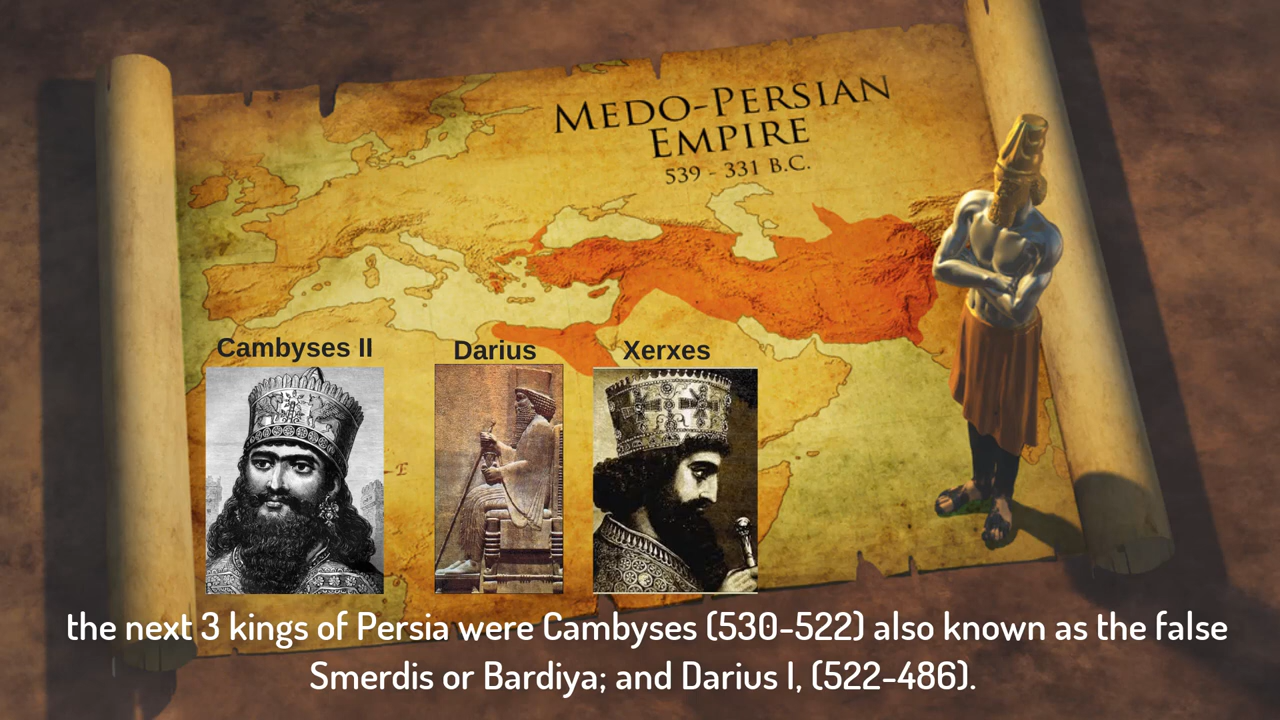 MEDO-PERSIAN
EMPIRE
539 - 331 B.C.
Cambyses II
Darius
Xerxes
the next 3 kings of Persia were Cambyses (530-522) also known as the false
Smerdis or Bardiya; and Darius I, (522-486).